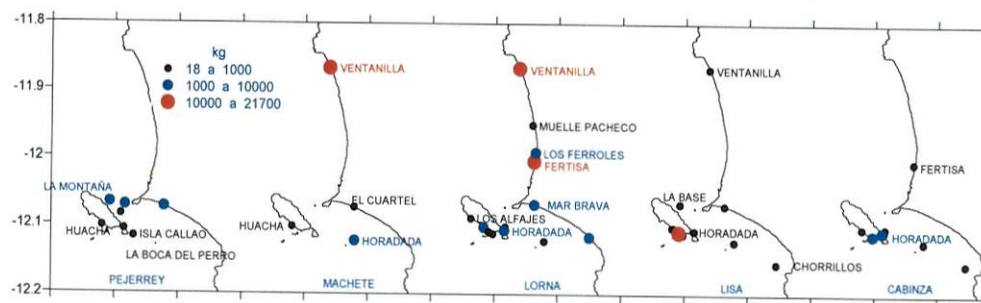 -11.8
-11.9
-12
-12.1
-12.2
kg
18 a 1000
1000 a 10000
10000 a 21700
LA MONTAÑA
HUACHA
ISLA CALLAO
LA BOCA DEL PERRO
PEJERREY
VENTANILLA
EL CUARTEL
HUACHA
HORADADA
MACHETE
VENTANILLA
MUELLE PACHECO
LOS FERROLES
FERTISA
MAR BRAVA
LOS ALFAJES
HORADADA
LORNA
VENTANILLA
LA BASE
HORADADA
CHORRILLOS
LISA
FERTISA
HORADADA
CABINZA